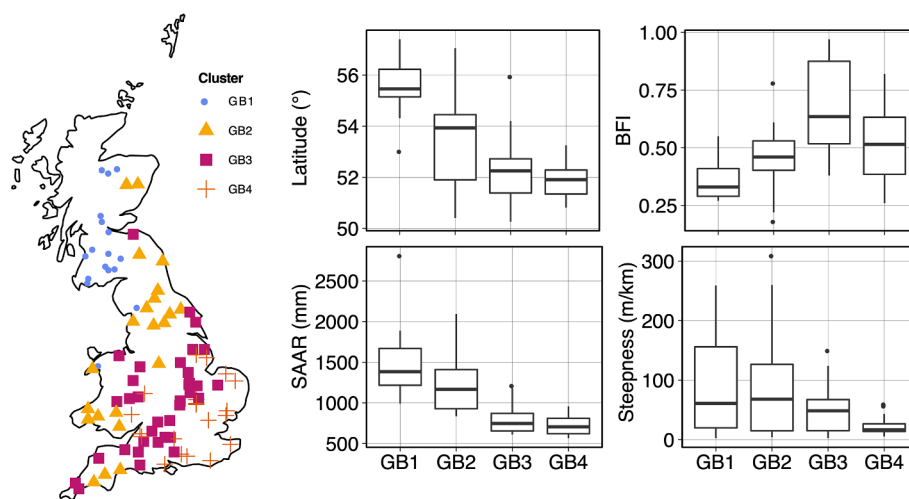 Cluster
GB1
GB2
GB3
GB4
Latitude (°)
56
54
52
50
BFI
1.00
0.75
0.50
0.25
SAAR (mm)
2500
2000
1500
1000
500
GB1 GB2 GB3 GB4
Steepness (m/km)
300
200
100
0
GB1 GB2 GB3 GB4